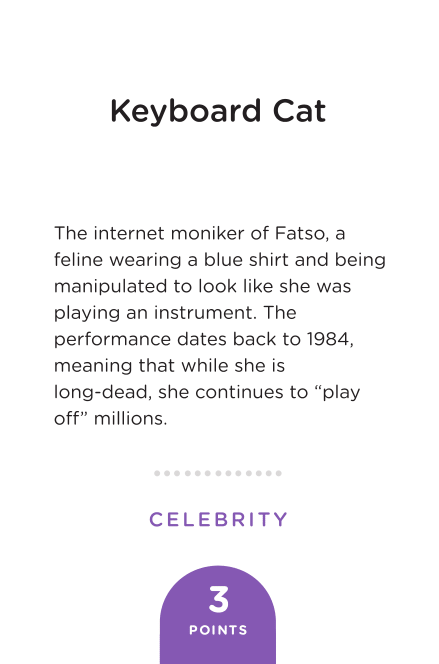 Keyboard Cat
The internet moniker of Fatso, a
feline wearing a blue shirt and being
manipulated to look like she was
playing an instrument. The
performance dates back to 1984,
meaning that while she is
long-dead, she continues to “play
off” millions.
CELEBRITY
3
POINTS